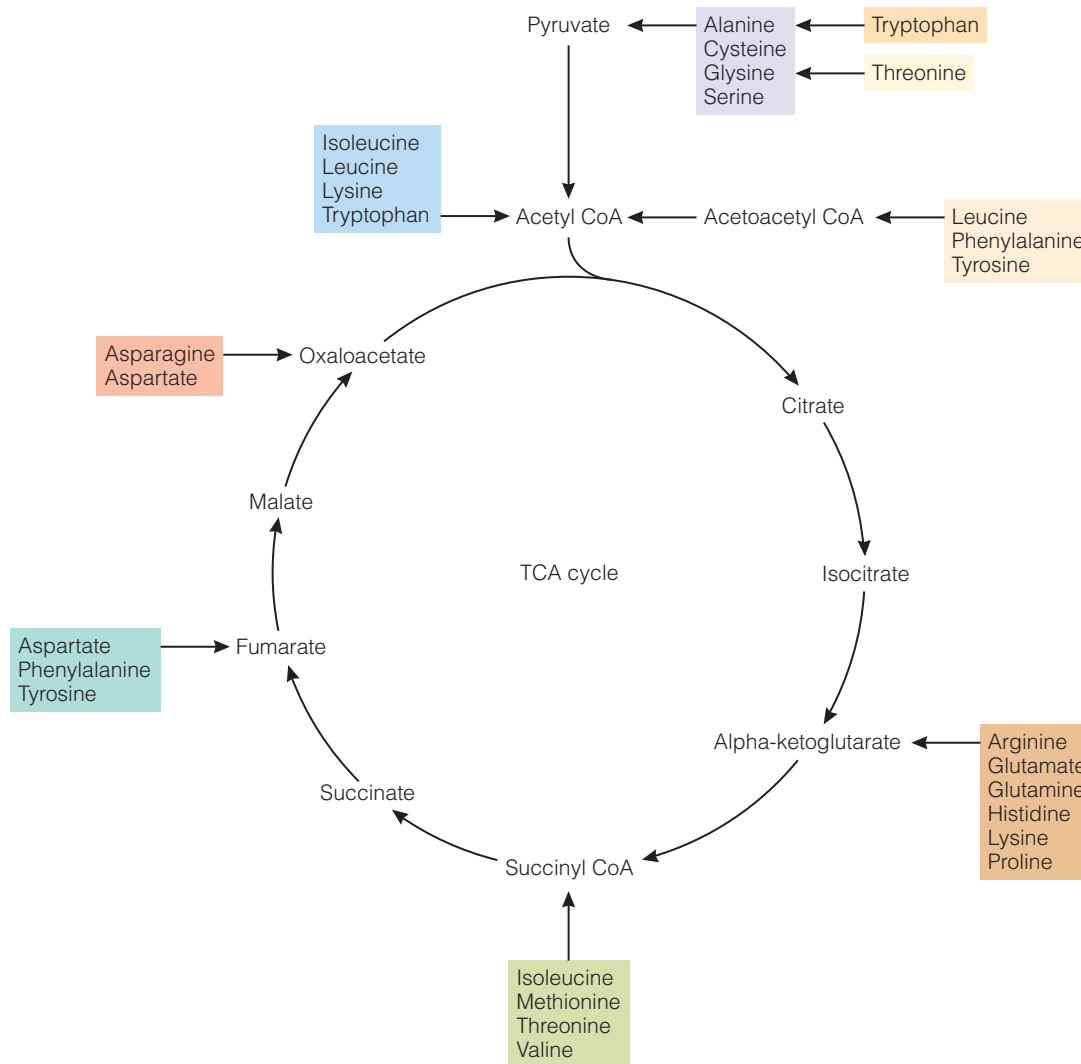 Pyruvate
Alanine
Cysteine
Glysine
Serine
Tryptophan
Threonine
Isoleucine
Leucine
Lysine
Tryptophan
Acetyl CoA
Acetoacetyl CoA
Leucine
Phenylalanine
Tyrosine
Asparagine
Aspartate
Oxaloacetate
Citrate
Malate
TCA cycle
Isocitrate
Aspartate
Phenylalanine
Tyrosine
Fumarate
Alpha-ketoglutarate
Arginine
Glutamate
Glutamine
Histidine
Lysine
Proline
Succinate
Succinyl CoA
Isoleucine
Methionine
Threonine
Valine